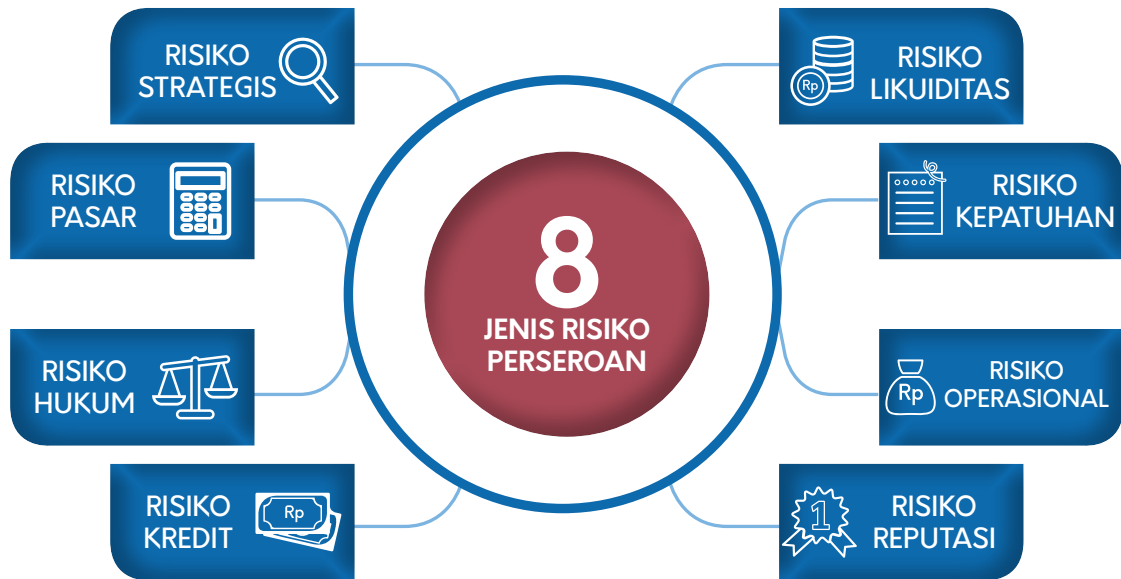 RISIKO
STRATEGIS
RISIKO
PASAR
RISIKO
HUKUM
RISIKO
KREDIT
Rp
8
JENIS RISIKO
PERSEROAN
Rp
RISIKO
LIKUIDITAS
RISIKO
KEPATUHAN
Rp
RISIKO
OPERASIONAL
1
RISIKO
REPUTASI